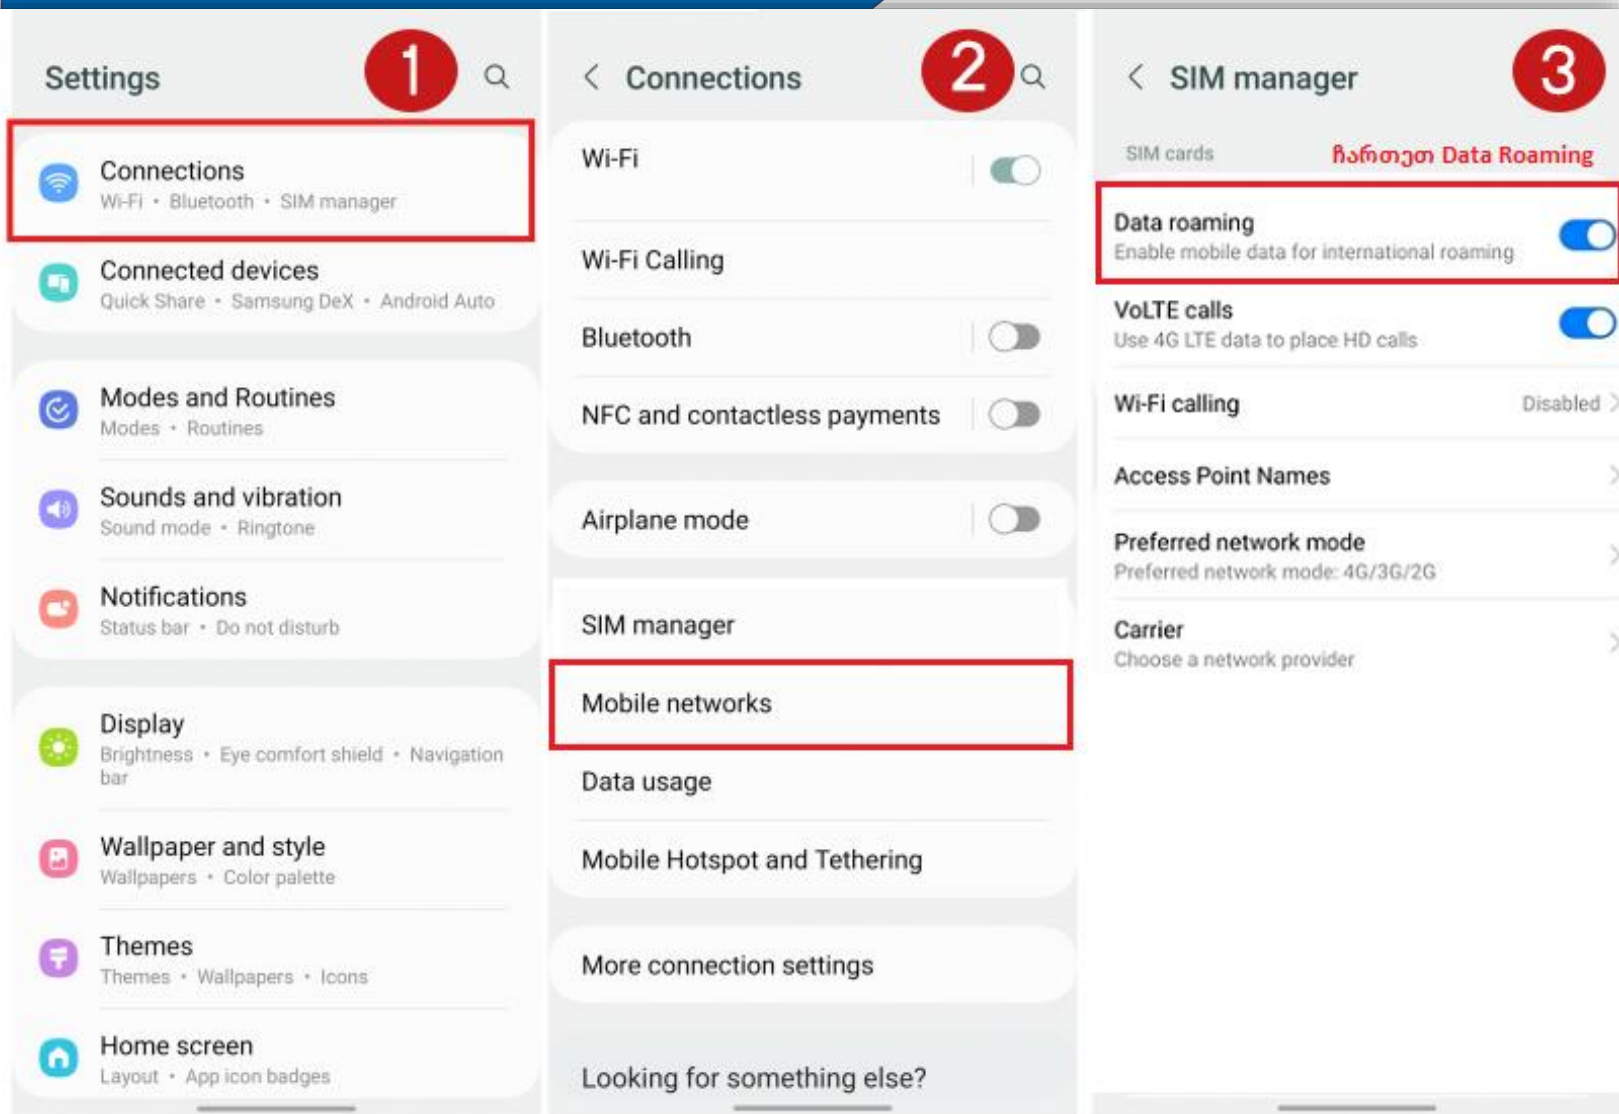 Settings
1
Connections
Wi-Fi • Bluetooth • SIM manager
Connected devices
Quick Share • Samsung DeX • Android Auto
Modes and Routines
Modes • Routines
Sounds and vibration
Sound mode • Ringtone
Notifications
Status bar • Do not disturb
Display
Brightness • Eye comfort shield • Navigation
bar
Wallpaper and style
Wallpapers • Color palette
Themes
Themes • Wallpapers • Icons
Home screen
Layout • App icon badges
Connections
2
Wi-Fi
Wi-Fi Calling
Bluetooth
NFC and contactless payments
Airplane mode
SIM manager
Mobile networks
Data usage
Mobile Hotspot and Tethering
More connection settings
Looking for something else?
SIM manager
3
SIM cards
ჩართეთ Data Roaming
Data roaming
Enable mobile data for international roaming
VoLTE calls
Use 4G LTE data to place HD calls
Wi-Fi calling
Disabled
Access Point Names
Preferred network mode
Preferred network mode: 4G/3G/2G
Carrier
Choose a network provider